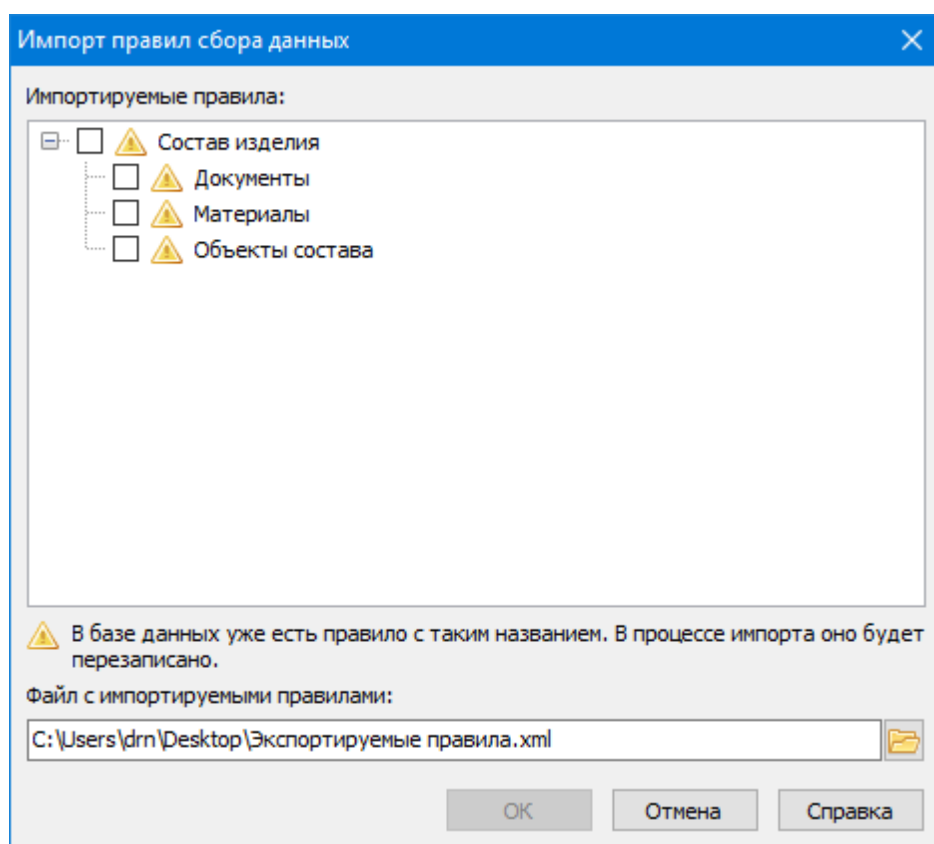 Импорт правил сбора данных
Импортируемые правила:
Состав изделия
Документы
Материалы
Объекты состава
В базе данных уже есть правило с таким названием. В процессе импорта оно будет
перезаписано.
Файл с импортируемыми правилами:
C:\Users\drn\Desktop\Экспортируемые правила.xml
ОК Отмена Справка